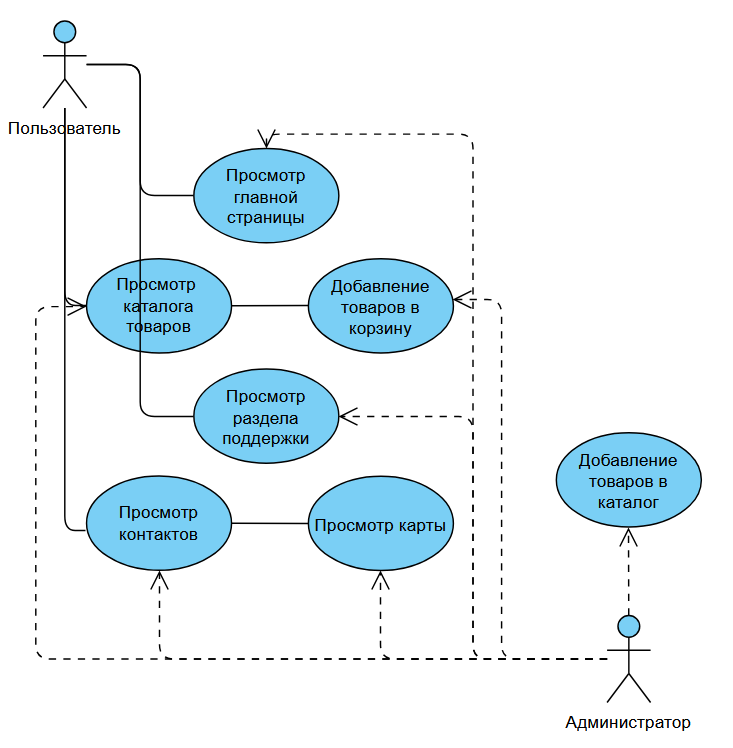 Пользователь
Просмотр
главной
страницы
Просмотр
каталога
товаров
Добавление
товаров в
корзину
Просмотр
раздела
поддержки
Добавление
товаров в
каталог
Просмотр
контактов
Просмотр карты
Администратор